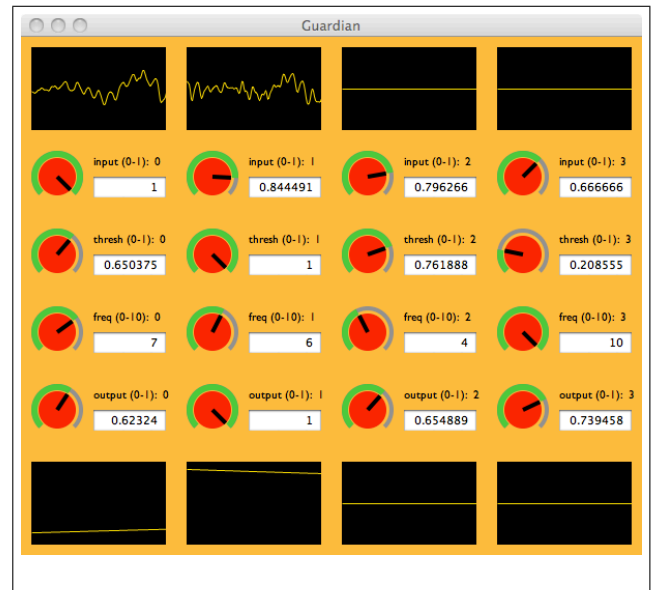 Guardian
input (0-1): 0 input (0-1): 1 input (0-1): 2 input (0-1): 3
1 0.844491 0.796266 0.666666
thresh (0-1): 0 thresh (0-1): 1 thresh (0-1): 2 thresh (0-1): 3
0.650375 1 0.761888 0.208555
freq (0-10): 0 freq (0-10): 1 freq (0-10): 2 freq (0-10): 3
7 6 4 10
output (0-1): 0 output (0-1): 1 output (0-1): 2 output (0-1): 3
0.62324 1 0.654889 0.739458